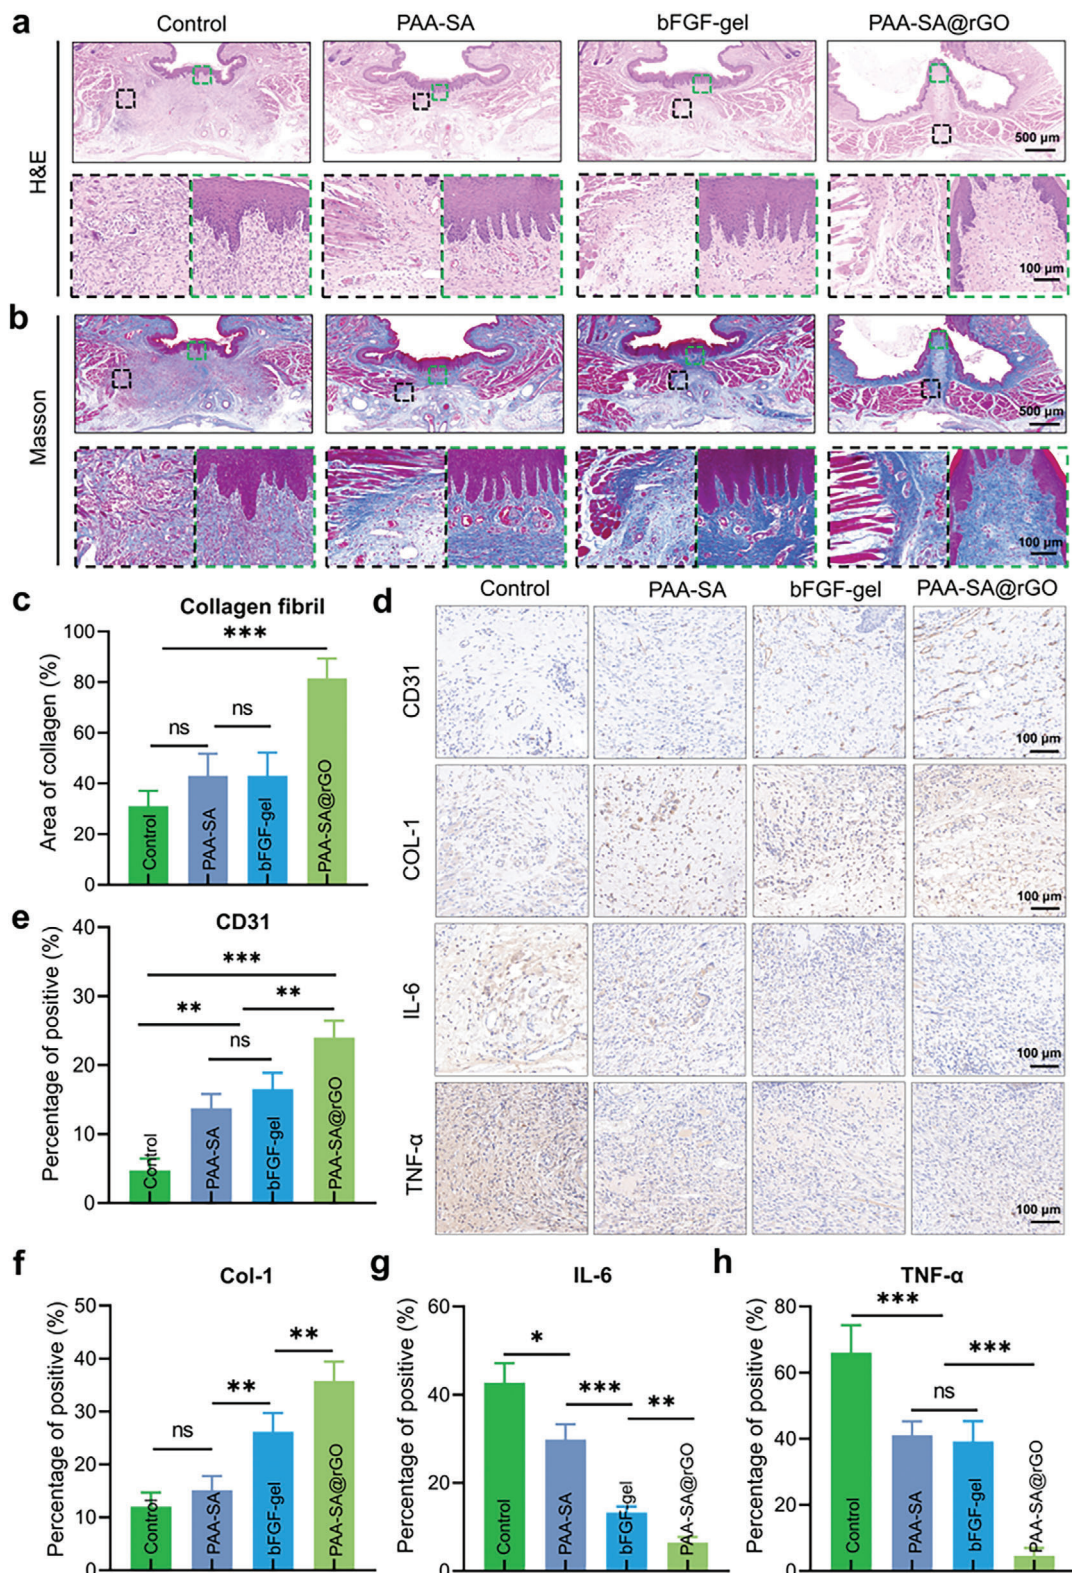 a
Control
PAA-SA
bFGF-gel
PAA-SA@rGO
H&E
500 µm
100 µm
b
Masson
500 µm
100 µm
c
Collagen fibril
Area of collagen (%)
100
80
60
40
20
0
***
ns
ns
Control
PAA-SA
bFGF-gel
PAA-SA@rGO
d
Control
PAA-SA
bFGF-gel
PAA-SA@rGO
CD31
100 µm
COL-1
100 µm
IL-6
100 µm
TNF-α
100 µm
e
CD31
Percentage of positive (%)
40
30
20
10
0
***
**
**
ns
Control
PAA-SA
bFGF-gel
PAA-SA@rGO
f
Col-1
Percentage of positive (%)
50
40
30
20
10
0
**
**
ns
Control
PAA-SA
bFGF-gel
PAA-SA@rGO
g
IL-6
Percentage of positive (%)
60
40
20
0
*
***
**
Control
PAA-SA
bFGF-gel
PAA-SA@rGO
h
TNF-α
Percentage of positive (%)
80
60
40
20
0
***
***
ns
Control
PAA-SA
bFGF-gel
PAA-SA@rGO